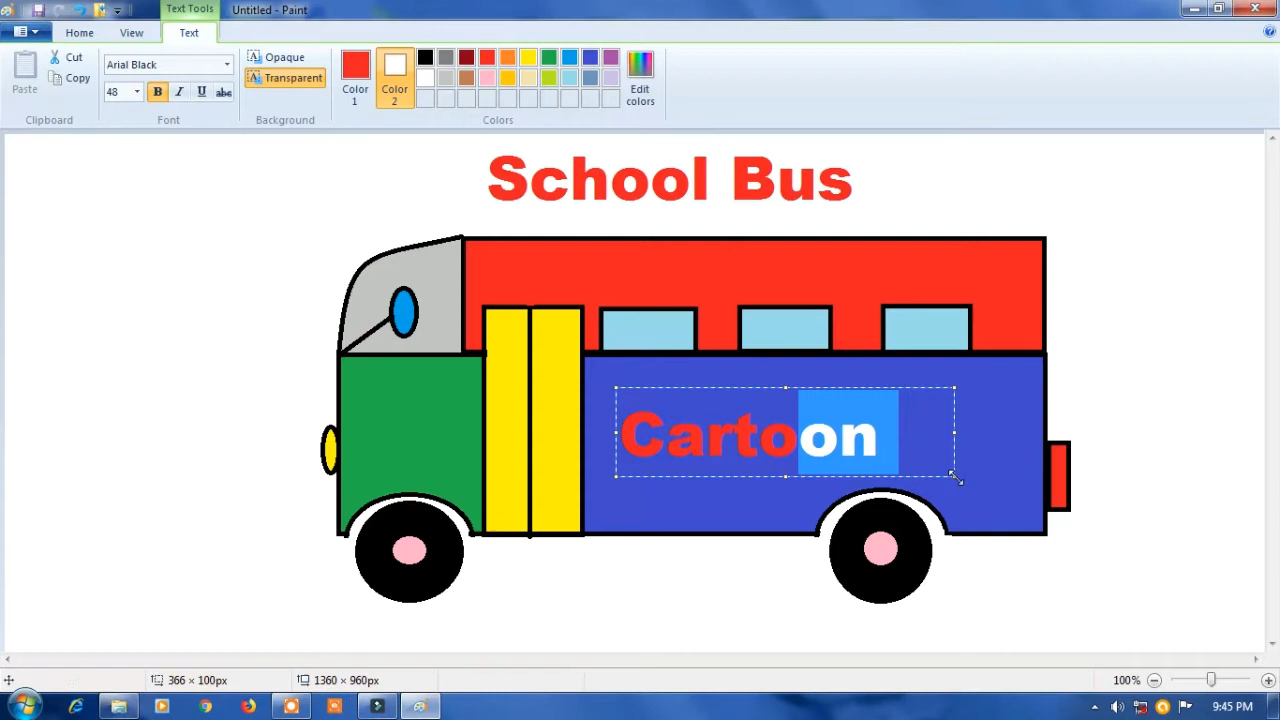 Text Tools
Untitled - Paint
Home
View
Text
Paste
Cut
Copy
Clipboard
Arial Black
48
B I U abc
Font
Opaque
Transparent
Background
Color 1
Color 2
Edit colors
Colors
School Bus
Cartoon
366 × 100px
1360 × 960px
100%
9:45 PM